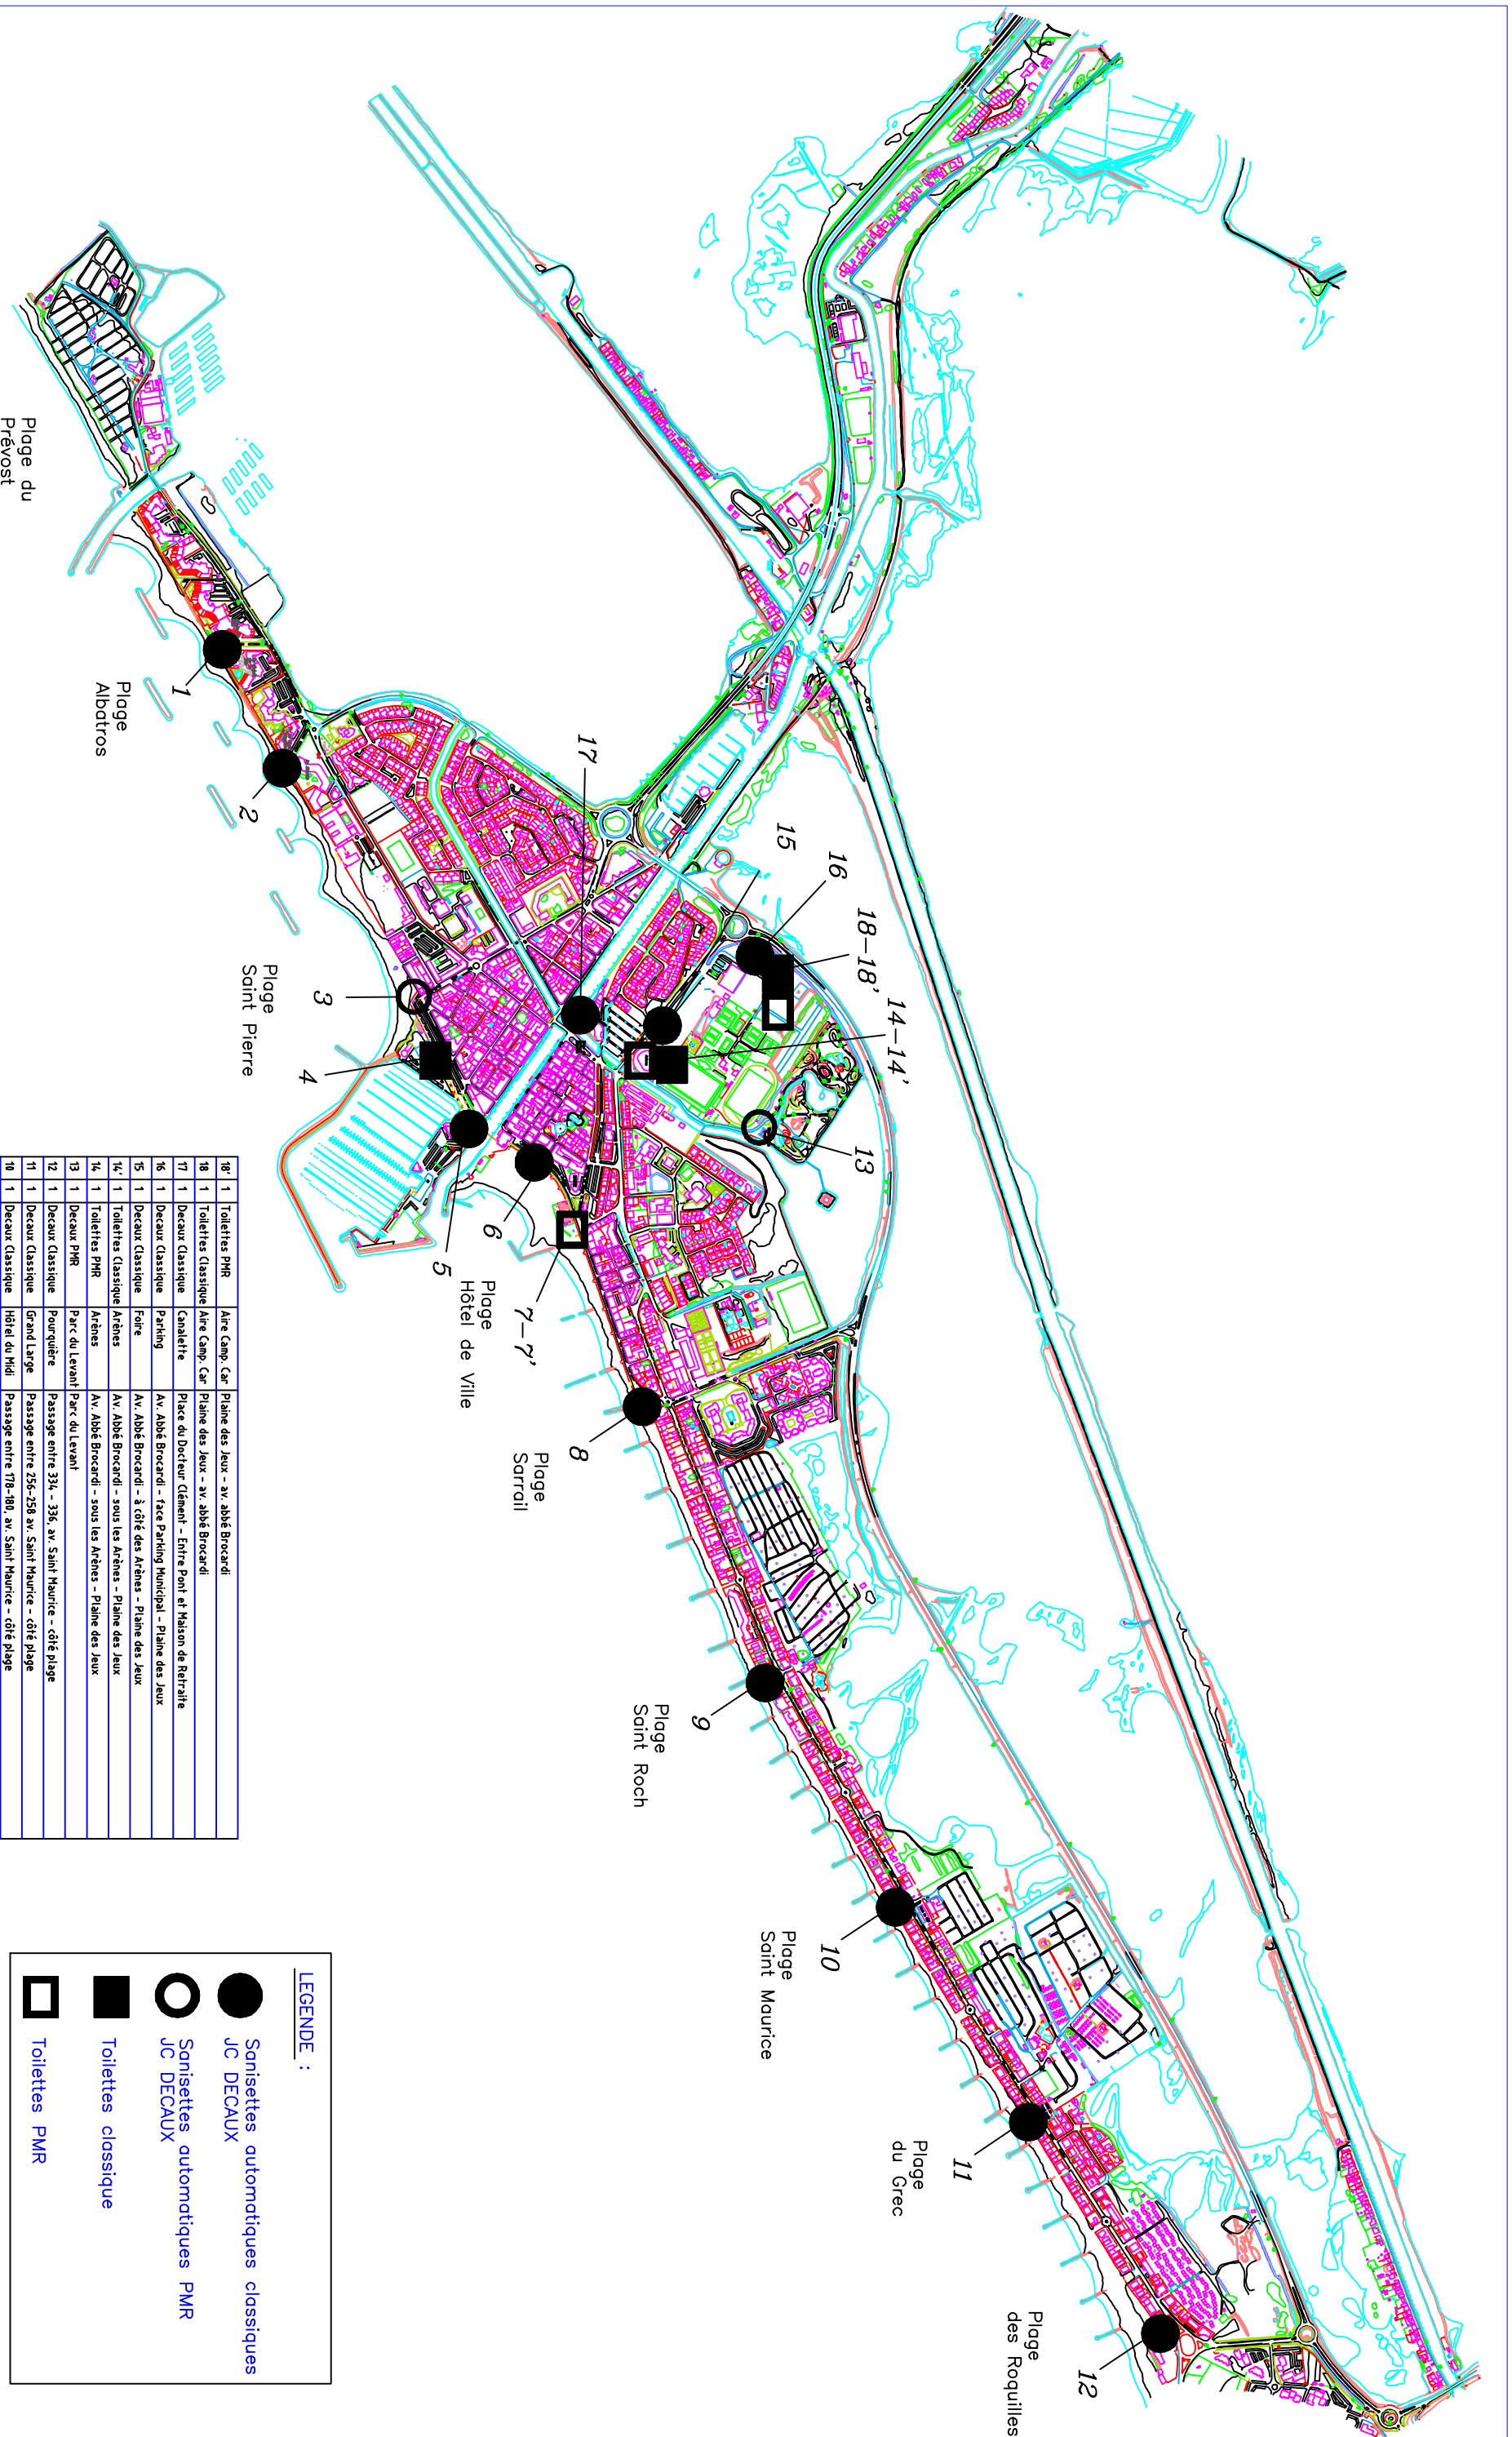 Plage du
Prévost
Plage
Albatros
Plage
Saint Pierre
Plage
Hôtel de Ville
Plage
Sarrail
Plage
Saint Roch
Plage
Saint Maurice
Plage
du Grec
Plage
des Roquilles
1
2
3
4
5
6
7-7'
8
9
10
11
12
13
14-14'
15
16
17
18-18'
18' 1 Toilettes PMR Aire Camp. Car Plaine des Jeux - av. abbé Brocardi
18 1 Toilettes Classique Aire Camp. Car Plaine des Jeux - av. abbé Brocardi
17 1 Decaux Classique Canalette Place du Docteur Clément - Entre Pont et Maison de Retraite
16 1 Decaux Classique Parking Av. Abbé Brocardi - face Parking Municipal - Plaine des Jeux
15 1 Decaux Classique Foire Av. Abbé Brocardi - à côté des Arènes - Plaine des Jeux
14' 1 Toilettes Classique Arènes Av. Abbé Brocardi - sous les Arènes - Plaine des Jeux
14 1 Toilettes PMR Arènes Av. Abbé Brocardi - sous les Arènes - Plaine des Jeux
13 1 Decaux PMR Parc du Levant Parc du Levant
12 1 Decaux Classique Pourquière Passage entre 334 - 336, av. Saint Maurice - côté plage
11 1 Decaux Classique Grand Large Passage entre 256-258 av. Saint Maurice - côté plage
10 1 Decaux Classique Hôtel du Midi Passage entre 178-180, av. Saint Maurice - côté plage
LEGENDE :
Sanisettes automatiques classiques
JC DECAUX
Sanisettes automatiques PMR
JC DECAUX
Toilettes classique
Toilettes PMR